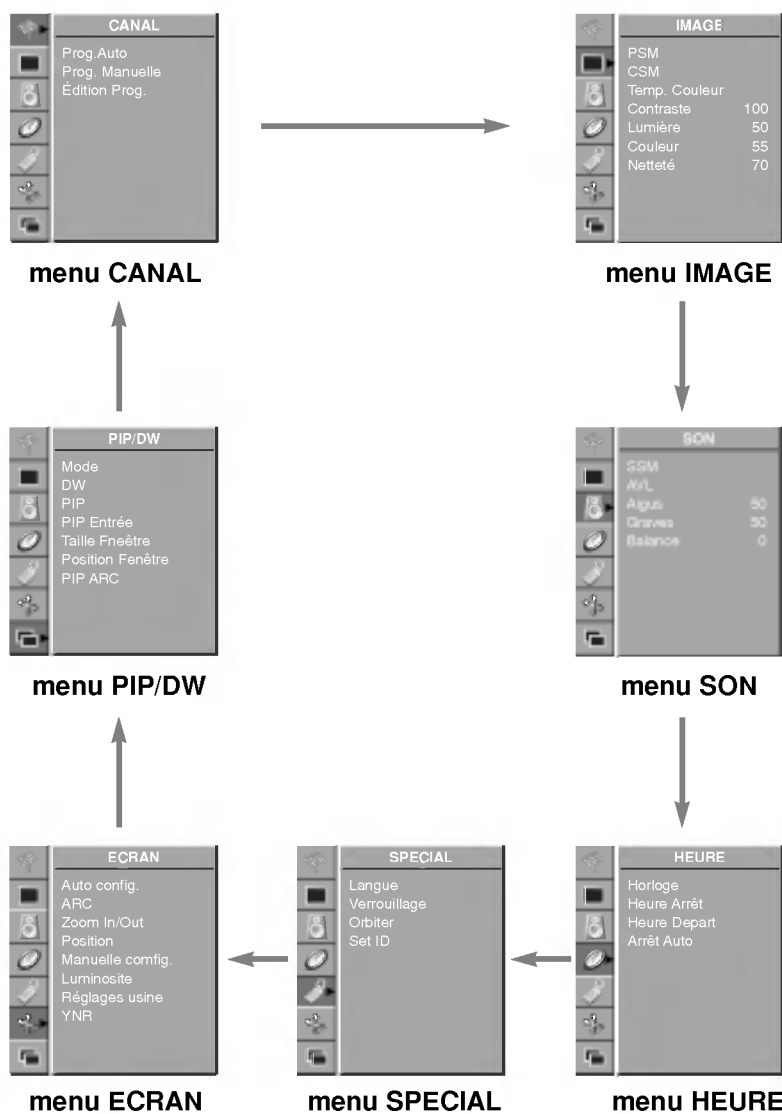 CANAL
Prog.Auto
Prog. Manuelle
Édition Prog.
menu CANAL
IMAGE
PSM
CSM
Temp. Couleur
Contraste 100
Lumière 50
Couleur 55
Netteté 70
menu IMAGE
PIP/DW
Mode
DW
PIP
PIP Entrée
Taille Fneêtre
Position Fenêtre
PIP ARC
menu PIP/DW
SON
SSM
AVL
Aigus 50
Graves 50
Balance 0
menu SON
ECRAN
Auto config.
ARC
Zoom In/Out
Position
Manuelle comfig.
Luminosite
Réglages usine
YNR
menu ECRAN
SPECIAL
Langue
Verrouillage
Orbiter
Set ID
menu SPECIAL
HEURE
Horloge
Heure Arrêt
Heure Depart
Arrêt Auto
menu HEURE